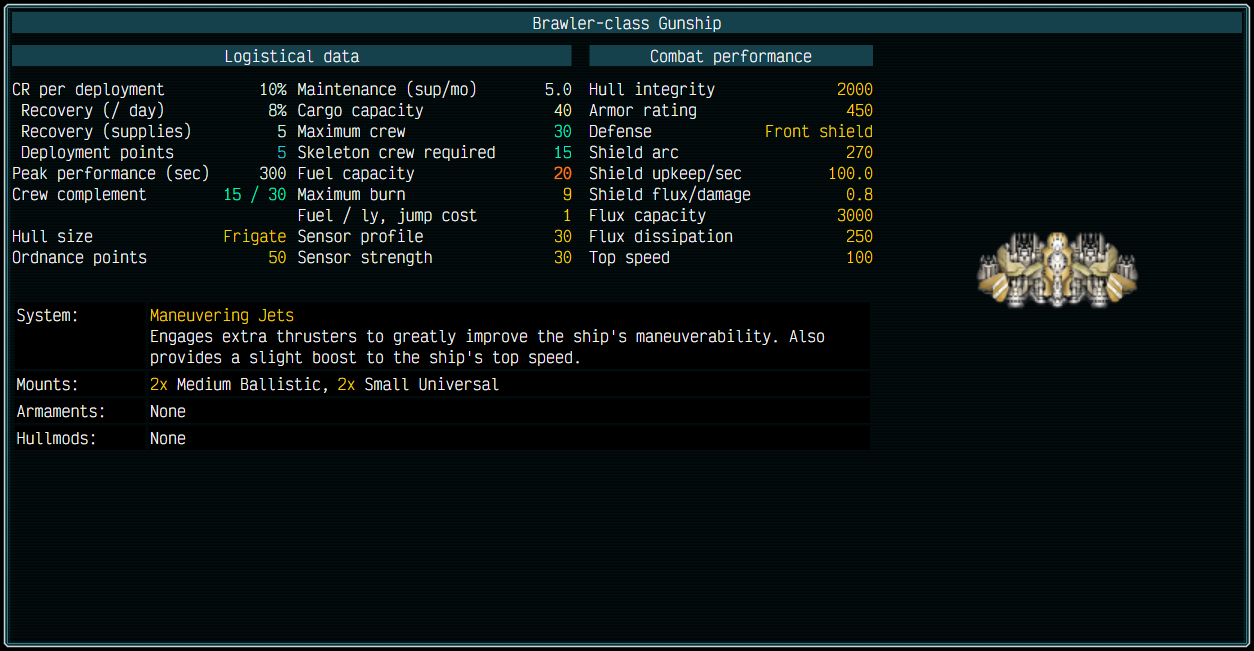 Brawler-class Gunship
Logistical data
CR per deployment 10%
Recovery (/ day) 8%
Recovery (supplies) 5
Deployment points 5
Peak performance (sec) 300
Crew complement 15 / 30
Hull size Frigate
Ordnance points 50
Maintenance (sup/mo) 5.0
Cargo capacity 40
Maximum crew 30
Skeleton crew required 15
Fuel capacity 20
Maximum burn 9
Fuel / ly, jump cost 1
Sensor profile 30
Sensor strength 30
Combat performance
Hull integrity 2000
Armor rating 450
Defense Front shield
Shield arc 270
Shield upkeep/sec 100.0
Shield flux/damage 0.8
Flux capacity 3000
Flux dissipation 250
Top speed 100
System: Maneuvering Jets
Engages extra thrusters to greatly improve the ship's maneuverability. Also
provides a slight boost to the ship's top speed.
Mounts: 2x Medium Ballistic, 2x Small Universal
Armaments: None
Hullmods: None